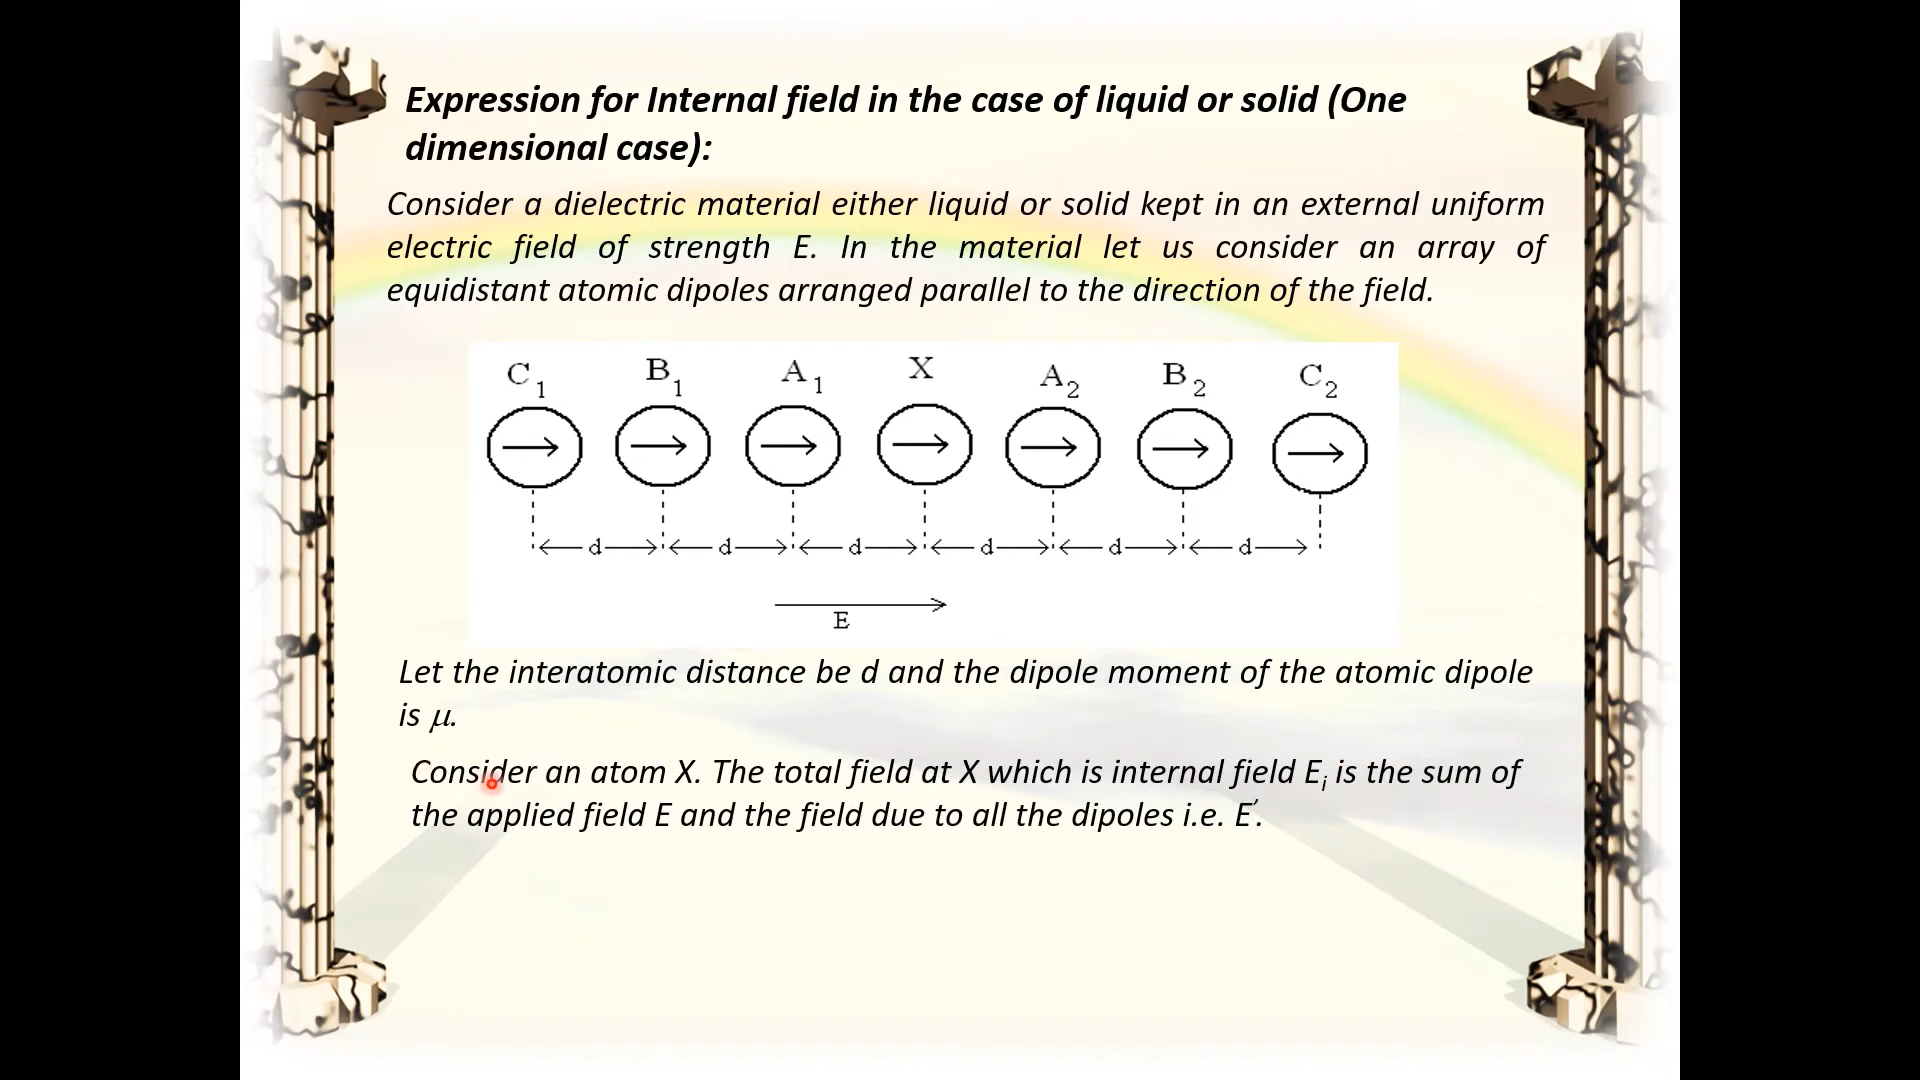 Expression for Internal field in the case of liquid or solid (One
dimensional case):
Consider a dielectric material either liquid or solid kept in an external uniform
electric field of strength E. In the material let us consider an array of
equidistant atomic dipoles arranged parallel to the direction of the field.
C1 B1 A1 X A2 B2 C2
d d d d d d
E
Let the interatomic distance be d and the dipole moment of the atomic dipole
is μ.
Consider an atom X. The total field at X which is internal field Ei is the sum of
the applied field E and the field due to all the dipoles i.e. E′.